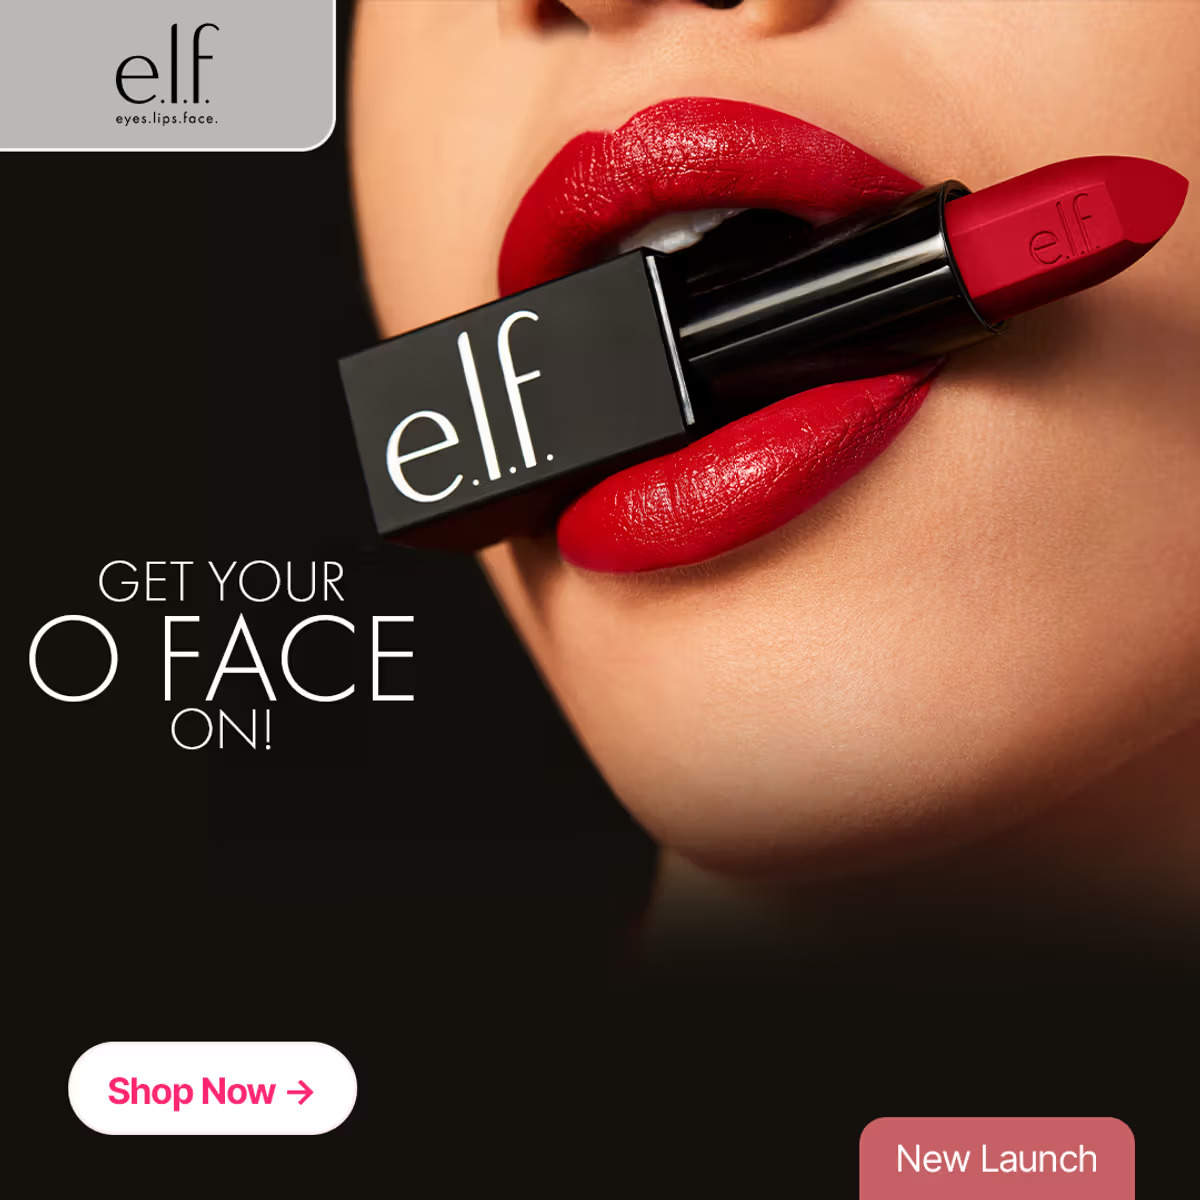 e.l.f.
eyes.lips.face.
e.l.f.
e.l.f.
GET YOUR
O FACE
ON!
Shop Now →
New Launch